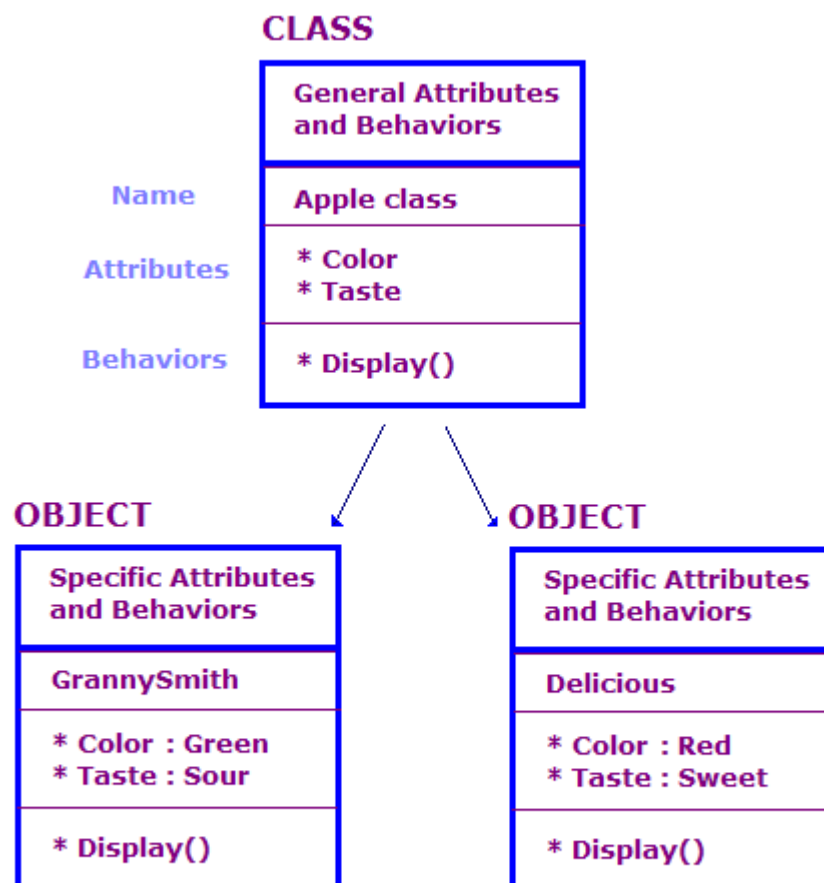 CLASS
General Attributes
and Behaviors
Name
Apple class
Attributes
* Color
* Taste
Behaviors
* Display()
OBJECT
Specific Attributes
and Behaviors
GrannySmith
* Color : Green
* Taste : Sour
* Display()
OBJECT
Specific Attributes
and Behaviors
Delicious
* Color : Red
* Taste : Sweet
* Display()